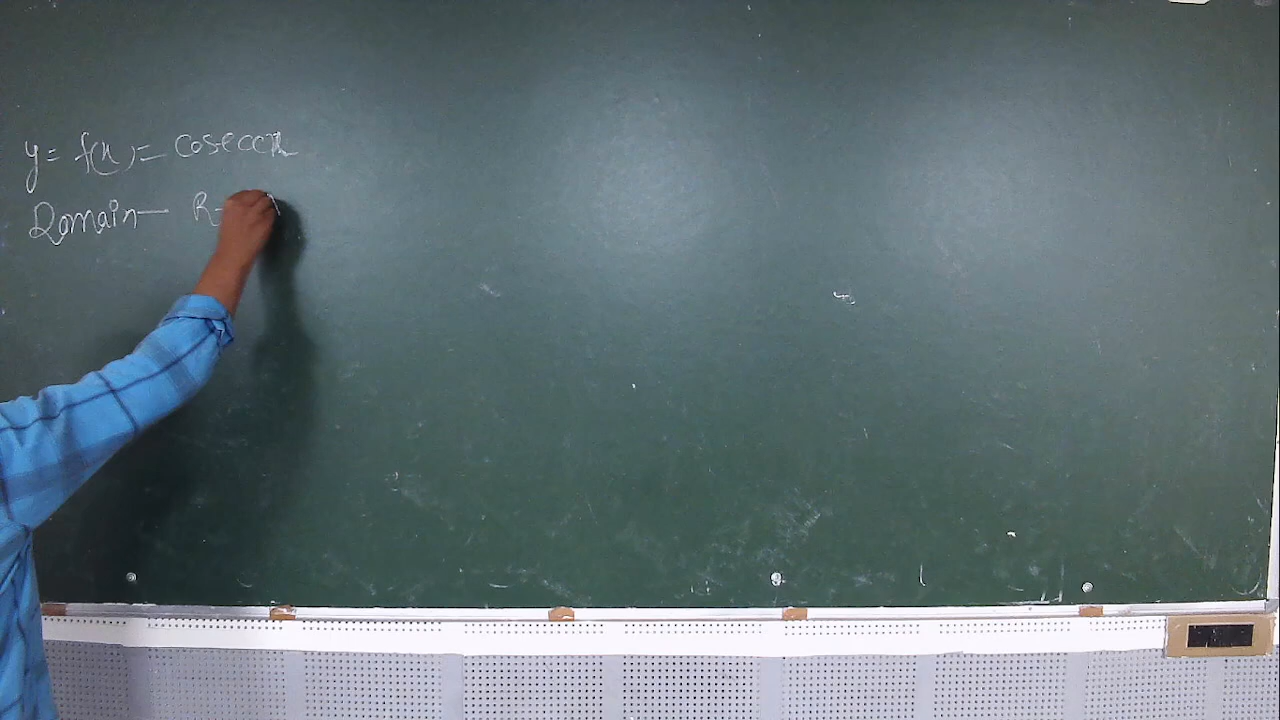 y = f(x) = cosecx
Domain— R-